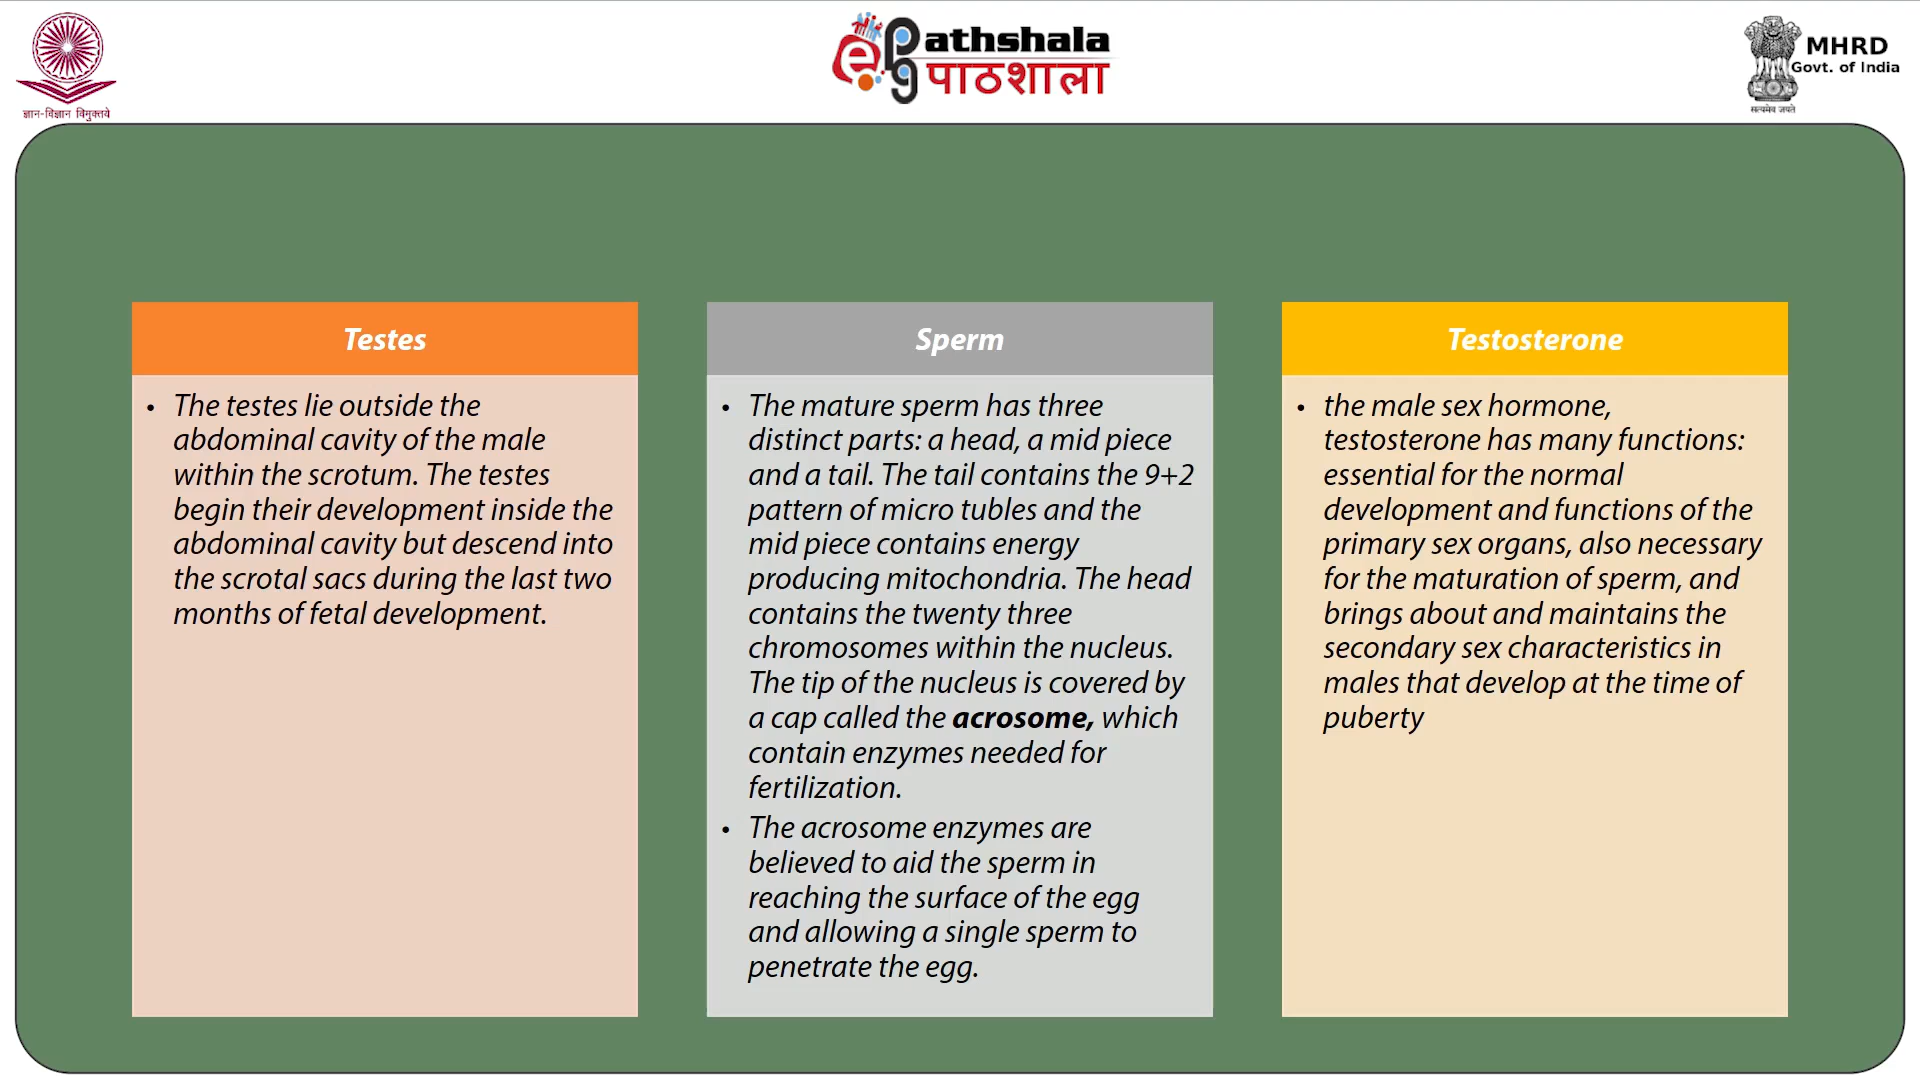 ज्ञान-विज्ञान विमुक्तये
ePathshala
पाठशाला
MHRD
Govt. of India
सत्यमेव जयते
Testes
• The testes lie outside the
abdominal cavity of the male
within the scrotum. The testes
begin their development inside the
abdominal cavity but descend into
the scrotal sacs during the last two
months of fetal development.
Sperm
• The mature sperm has three
distinct parts: a head, a mid piece
and a tail. The tail contains the 9+2
pattern of micro tubles and the
mid piece contains energy
producing mitochondria. The head
contains the twenty three
chromosomes within the nucleus.
The tip of the nucleus is covered by
a cap called the acrosome, which
contain enzymes needed for
fertilization.
• The acrosome enzymes are
believed to aid the sperm in
reaching the surface of the egg
and allowing a single sperm to
penetrate the egg.
Testosterone
• the male sex hormone,
testosterone has many functions:
essential for the normal
development and functions of the
primary sex organs, also necessary
for the maturation of sperm, and
brings about and maintains the
secondary sex characteristics in
males that develop at the time of
puberty